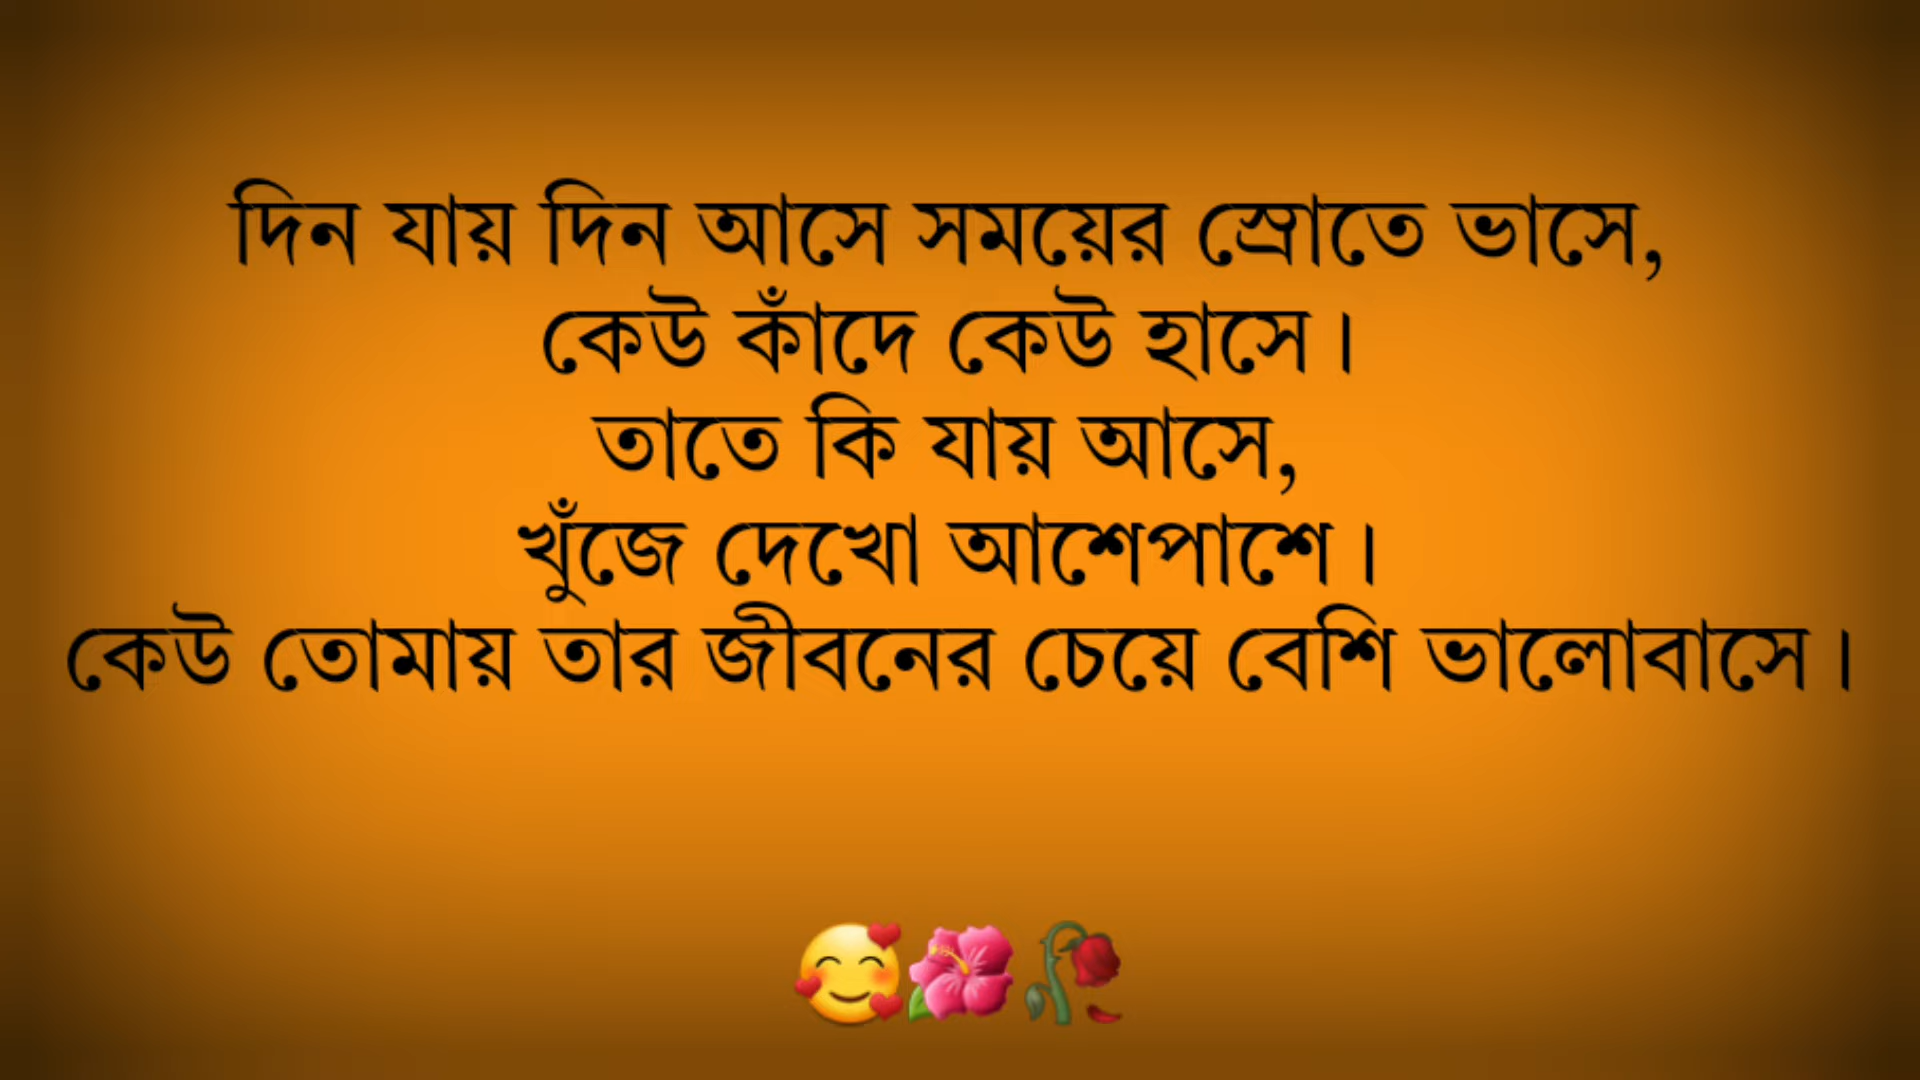 দিন যায় দিন আসে সময়ের স্রোতে ভাসে,
কেউ কাঁদে কেউ হাসে।
তাতে কি যায় আসে,
খুঁজে দেখো আশেপাশে।
কেউ তোমায় তার জীবনের চেয়ে বেশি ভালোবাসে।
🥰🌺🥀